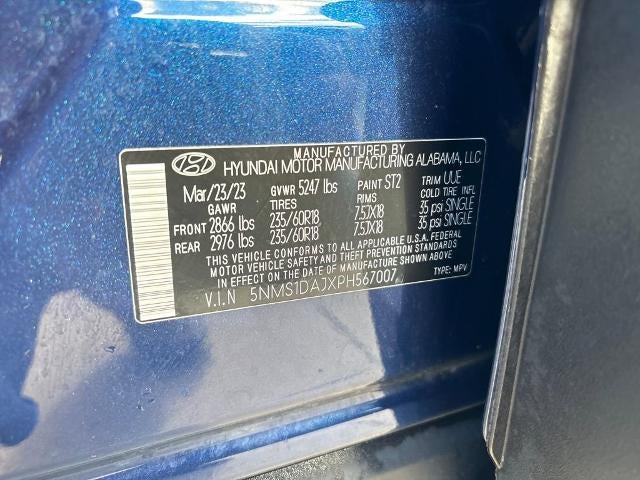 MANUFACTURED BY
HYUNDAI MOTOR MANUFACTURING ALABAMA, LLC
Mar/23/23 GVWR 5247 lbs PAINT ST2 TRIM UUE
GAWR TIRES RIMS COLD TIRE INFL
FRONT 2866 lbs 235/60R18 7.5JX18 35 psi SINGLE
REAR 2976 lbs 235/60R18 7.5JX18 35 psi SINGLE
THIS VEHICLE CONFORMS TO ALL APPLICABLE U.S.A. FEDERAL
MOTOR VEHICLE SAFETY AND THEFT PREVENTION STANDARDS
IN EFFECT ON THE DATE OF MANUFACTURE SHOWN ABOVE
V.I.N 5NMS1DAJXPH567007 TYPE: MPV